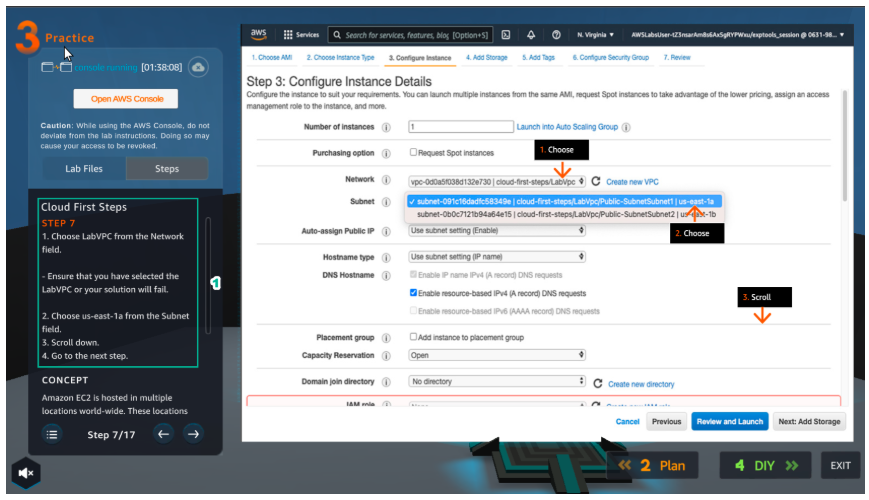 3 Practice
console running [01:38:08]
Open AWS Console
Caution: While using the AWS Console, do not
deviate from the lab instructions. Doing so may
cause your access to be revoked.
Lab Files
Steps
Cloud First Steps
STEP 7
1. Choose LabVPC from the Network
field.
- Ensure that you have selected the
LabVPC or your solution will fail.
2. Choose us-east-1a from the Subnet
field.
3. Scroll down.
4. Go to the next step.
1
CONCEPT
Amazon EC2 is hosted in multiple
locations world-wide. These locations
Step 7/17
aws Services Search for services, features, blog [Option+S] N. Virginia ▼ AWSLabsUser-tZ3nsarAm8s6AxSgRYPWxu/exptools_session @ 0631-98... ▼
1. Choose AMI 2. Choose Instance Type 3. Configure Instance 4. Add Storage 5. Add Tags 6. Configure Security Group 7. Review
Step 3: Configure Instance Details
Configure the instance to suit your requirements. You can launch multiple instances from the same AMI, request Spot instances to take advantage of the lower pricing, assign an access
management role to the instance, and more.
Number of instances 1 Launch into Auto Scaling Group
Purchasing option Request Spot instances
1. Choose
Network vpc-0d0a5f038d132e730 | cloud-first-steps/LabVpc Create new VPC
Subnet ✓ subnet-091c16dadfc58349e | cloud-first-steps/LabVpc/Public-SubnetSubnet1 | us-east-1a
subnet-0b0c7121b94a64e15 | cloud-first-steps/LabVpc/Public-SubnetSubnet2 | us-east-1b
Auto-assign Public IP Use subnet setting (Enable)
2. Choose
Hostname type Use subnet setting (IP name)
DNS Hostname Enable IP name IPv4 (A record) DNS requests
Enable resource-based IPv4 (A record) DNS requests
3. Scroll
Enable resource-based IPv6 (AAAA record) DNS requests
Placement group Add instance to placement group
Capacity Reservation Open
Domain join directory No directory Create new directory
IAM role None Create new IAM role
Cancel Previous Review and Launch Next: Add Storage
2 Plan
4 DIY
EXIT